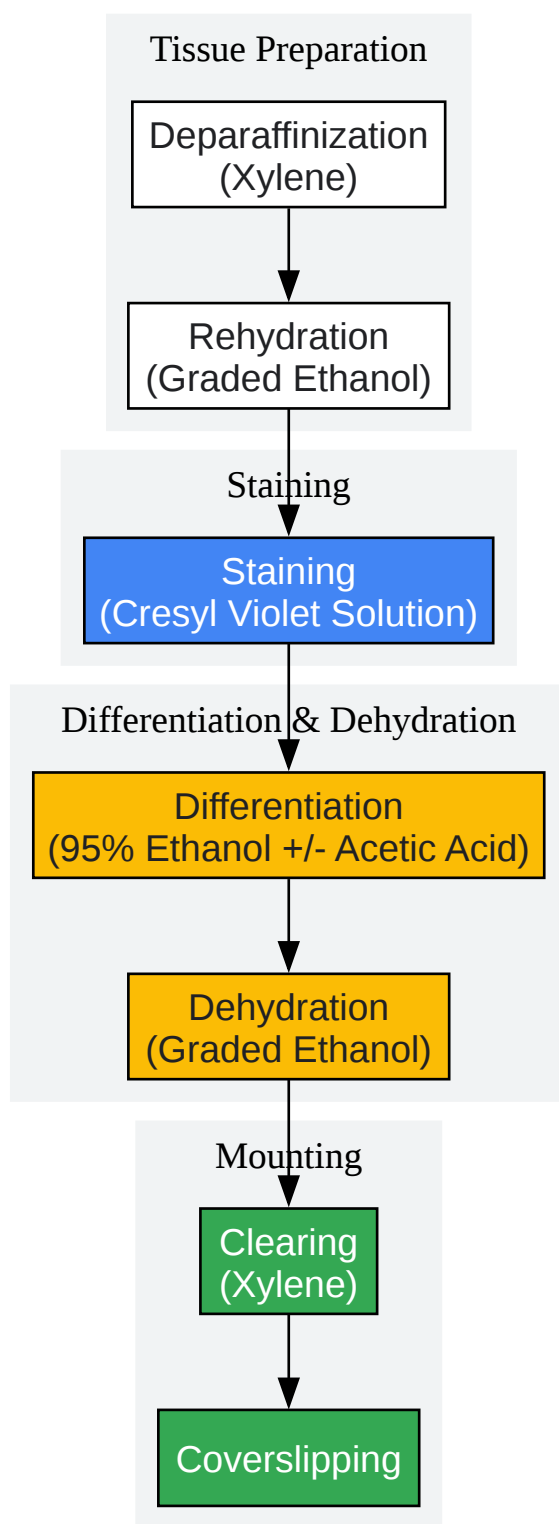 Tissue Preparation
Deparaffinization
(Xylene)
Rehydration
(Graded Ethanol)
Staining
Staining
(Cresyl Violet Solution)
Differentiation & Dehydration
Differentiation
(95% Ethanol +/- Acetic Acid)
Dehydration
(Graded Ethanol)
Mounting
Clearing
(Xylene)
Coverslipping